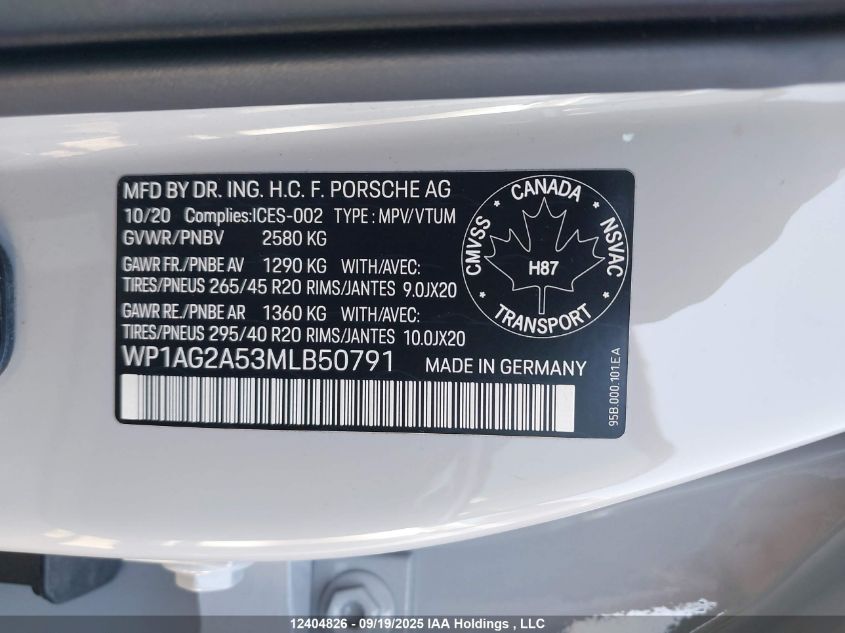 MFD BY DR. ING. H.C. F. PORSCHE AG
10/20 Complies:ICES-002 TYPE : MPV/VTUM
GVWR/PNBV 2580 KG
GAWR FR./PNBE AV 1290 KG WITH/AVEC:
TIRES/PNEUS 265/45 R20 RIMS/JANTES 9.0JX20
GAWR RE./PNBE AR 1360 KG WITH/AVEC:
TIRES/PNEUS 295/40 R20 RIMS/JANTES 10.0JX20
WP1AG2A53MLB50791 MADE IN GERMANY
CANADA
CMVSS
NSVAC
H87
TRANSPORT
95B.000.101.EA
12404826 - 09/19/2025 IAA Holdings , LLC